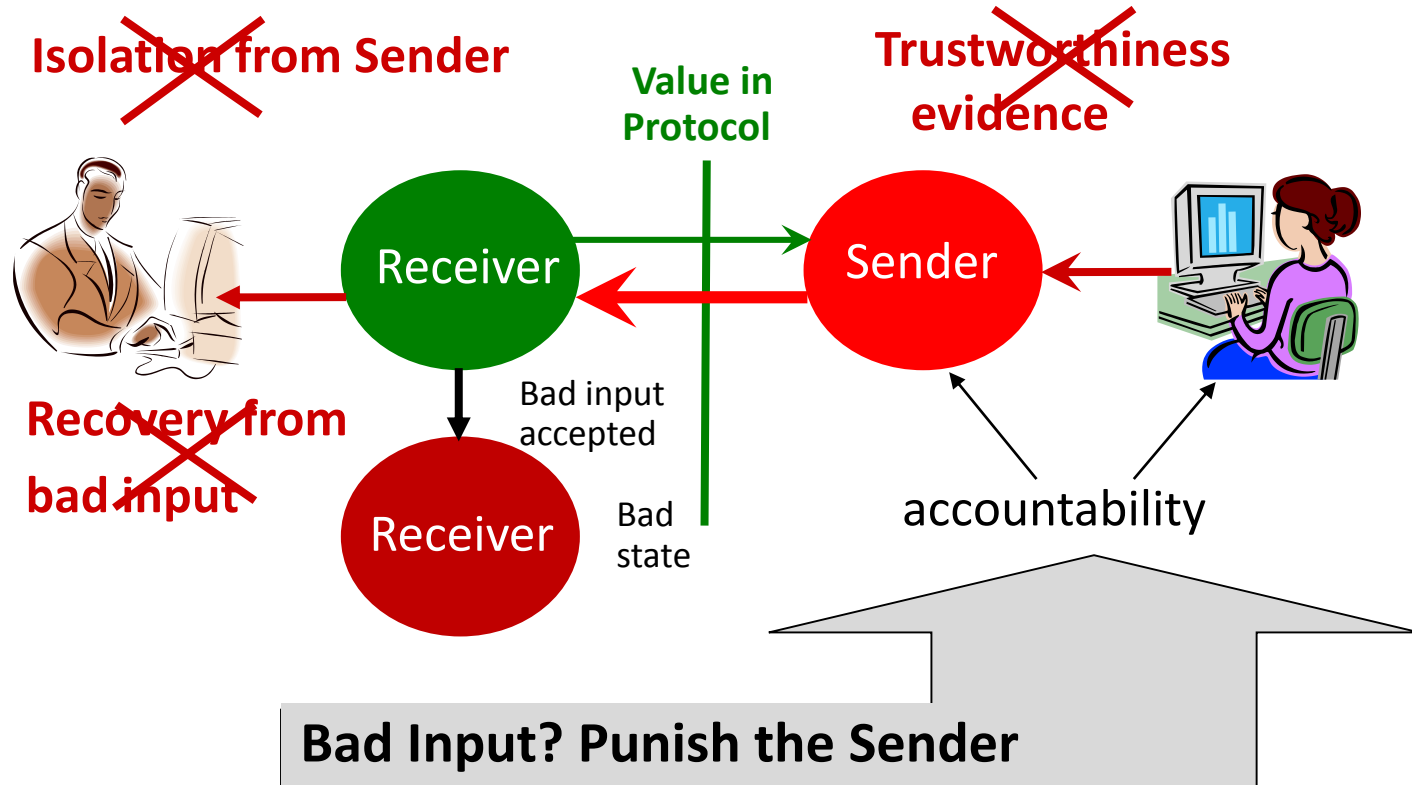 Isolation from Sender
Trustworthiness
evidence
Value in
Protocol
Receiver
Sender
Recovery from
bad input
Bad input
accepted
Receiver
Bad
state
accountability
Bad Input? Punish the Sender